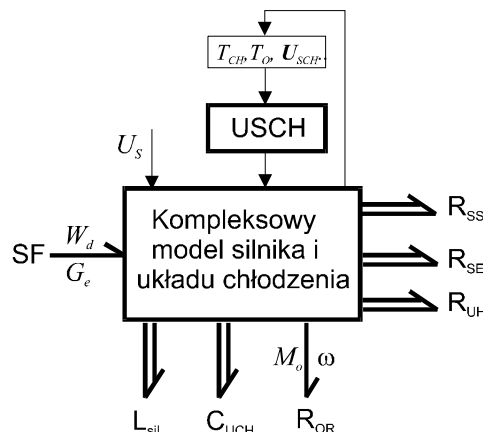 T_CH, T_O, U_SCH..
USCH
U_S
Kompleksowy
model silnika i
układu chłodzenia
SF
W_d
G_e
R_SS
R_SE
R_UH
M_o ω
L_sil
C_UCH
R_OR